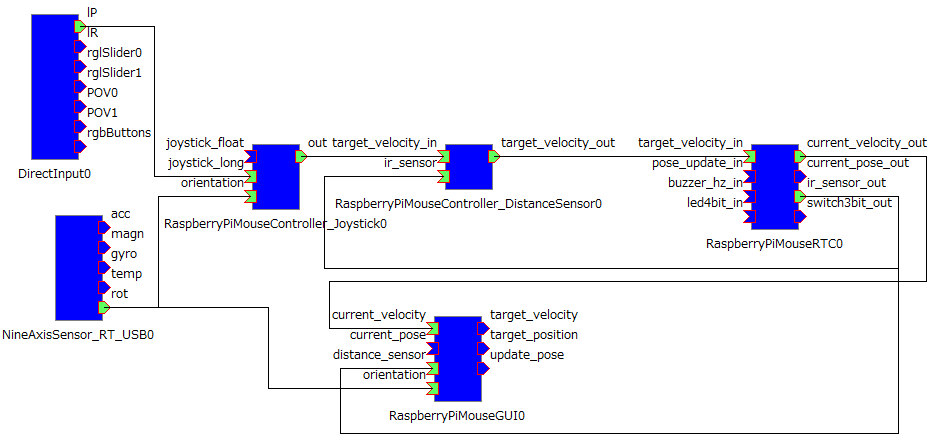 lP
lR
rglSlider0
rglSlider1
POV0
POV1
rgbButtons
DirectInput0
joystick_float
joystick_long
orientation
out
RaspberryPiMouseController_Joystick0
target_velocity_in
ir_sensor
target_velocity_out
RaspberryPiMouseController_DistanceSensor0
target_velocity_in
pose_update_in
buzzer_hz_in
led4bit_in
current_velocity_out
current_pose_out
ir_sensor_out
switch3bit_out
RaspberryPiMouseRTC0
acc
magn
gyro
temp
rot
NineAxisSensor_RT_USB0
current_velocity
current_pose
distance_sensor
orientation
target_velocity
target_position
update_pose
RaspberryPiMouseGUI0